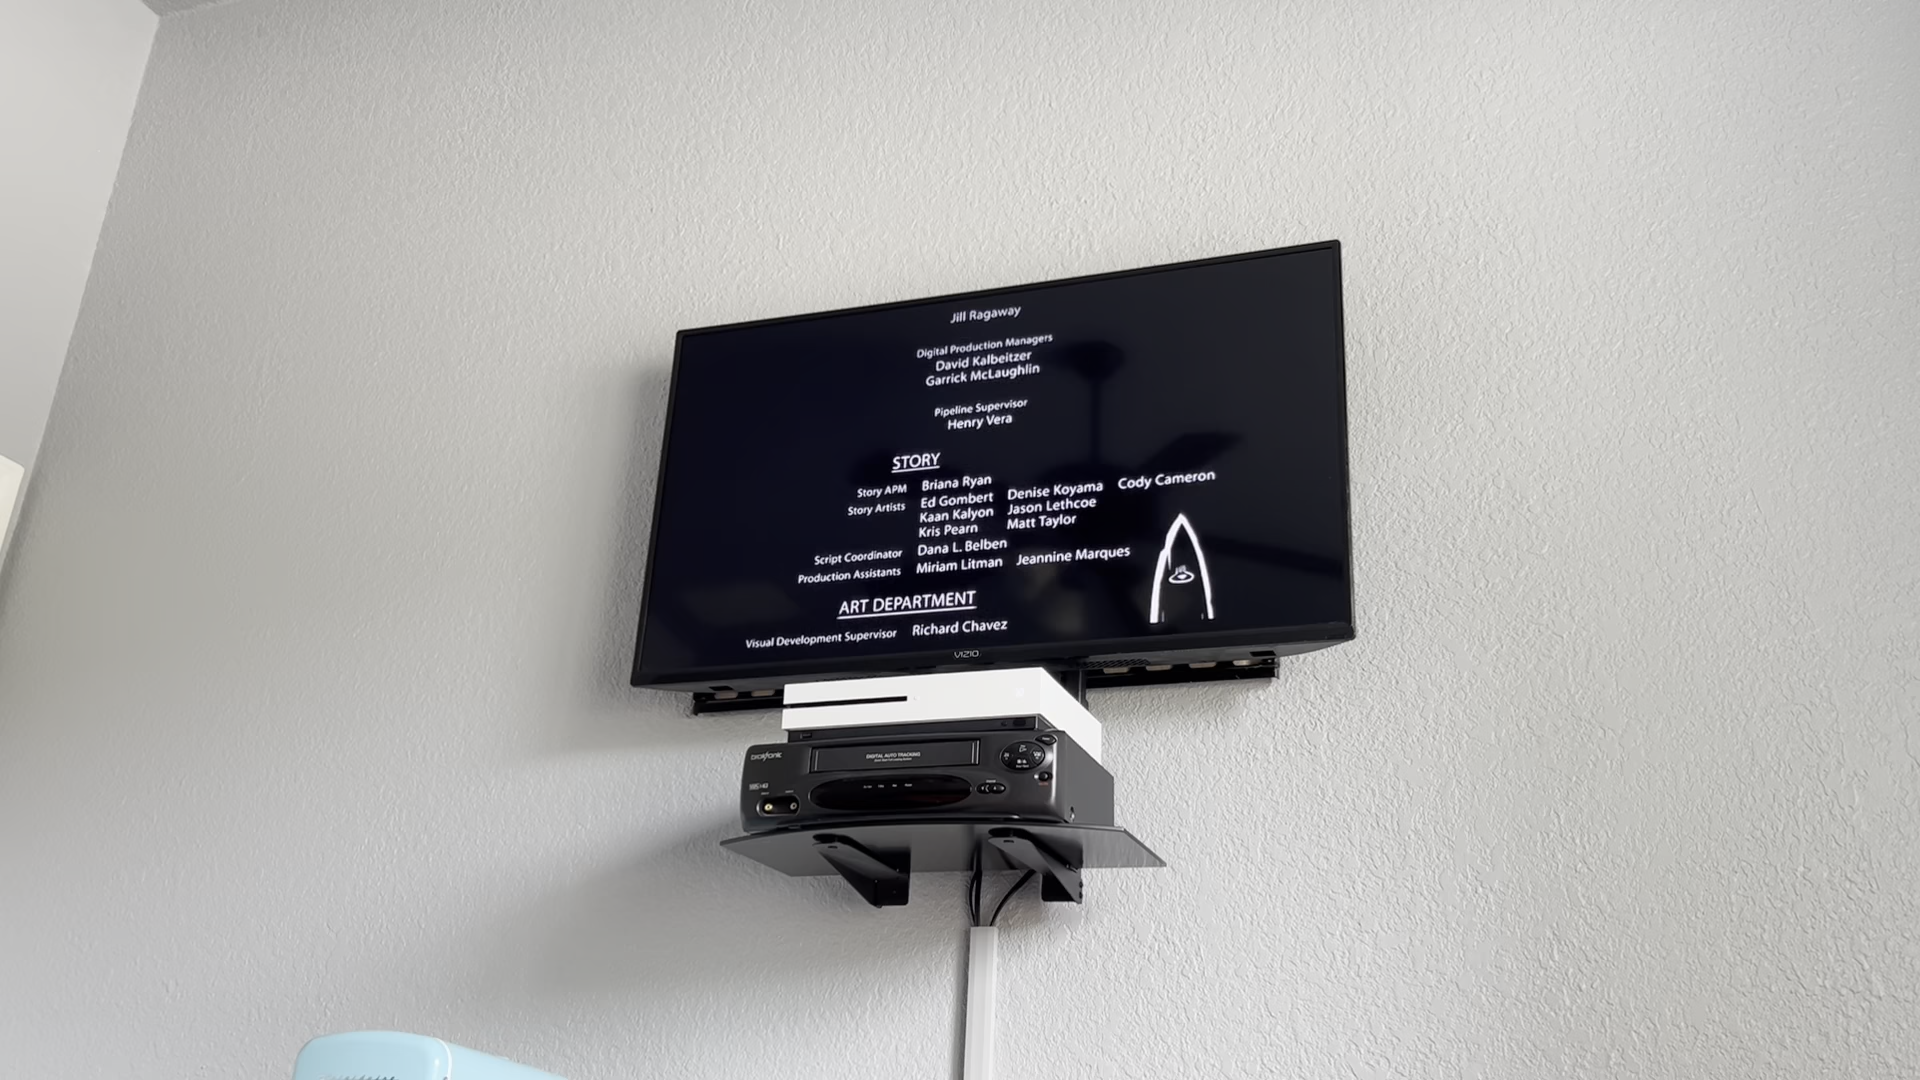 Jill Ragaway
Digital Production Managers
David Kalbeitzer
Garrick McLaughlin
Pipeline Supervisor
Henry Vera
STORY
Story APM Briana Ryan
Story Artists Ed Gombert Denise Koyama Cody Cameron
Kaan Kalyon Jason Lethcoe
Kris Pearn Matt Taylor
Script Coordinator Dana L. Belben
Production Assistants Miriam Litman Jeannine Marques
ART DEPARTMENT
Visual Development Supervisor Richard Chavez
VIZIO
DIGITAL AUTO TRACKING